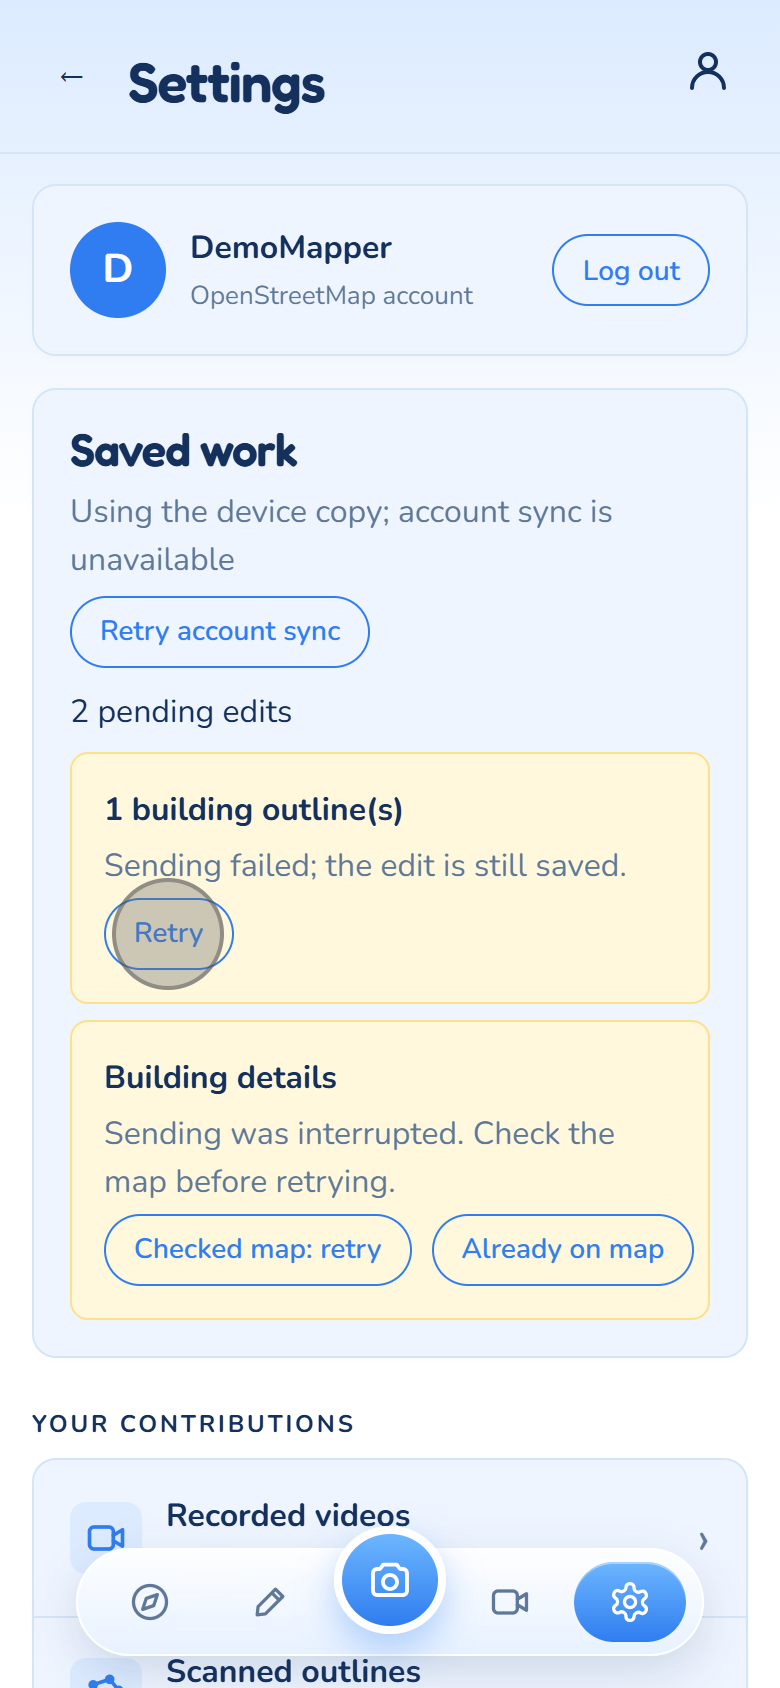 ← Settings
D
DemoMapper
OpenStreetMap account
Log out
Saved work
Using the device copy; account sync is
unavailable
Retry account sync
2 pending edits
1 building outline(s)
Sending failed; the edit is still saved.
Retry
Building details
Sending was interrupted. Check the
map before retrying.
Checked map: retry
Already on map
YOUR CONTRIBUTIONS
Recorded videos
›
Scanned outlines